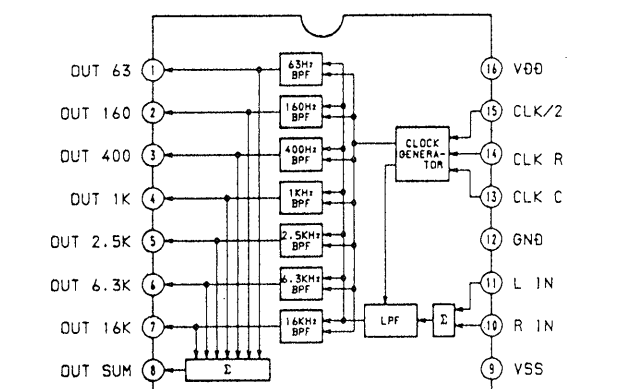 OUT 63 1 63Hz BPF 16 VDD
OUT 160 2 160Hz BPF 15 CLK/2
OUT 400 3 400Hz BPF CLOCK GENERA-TOR 14 CLK R
OUT 1K 4 1KHz BPF 13 CLK C
OUT 2.5K 5 2.5KHz BPF 12 GND
OUT 6.3K 6 6.3KHz BPF 11 L IN
OUT 16K 7 16KHz BPF LPF Σ 10 R IN
OUT SUM 8 Σ 9 VSS